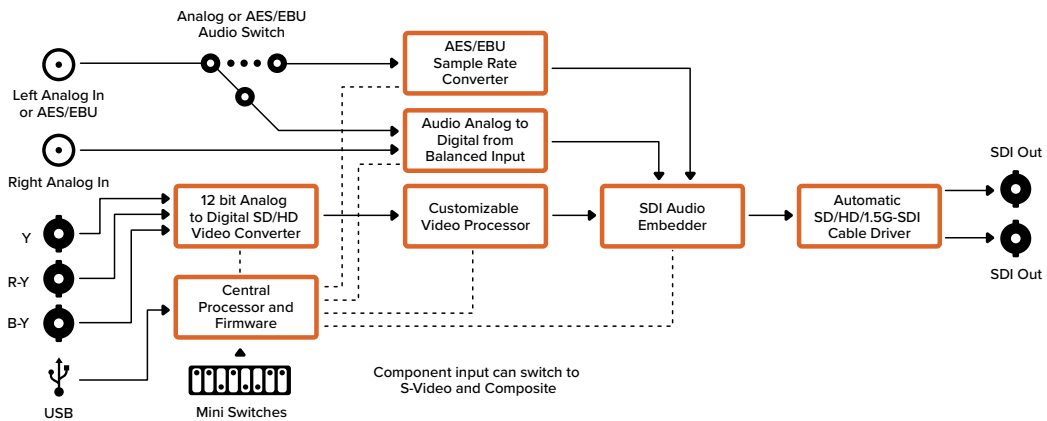 Analog or AES/EBU
Audio Switch
Left Analog In
or AES/EBU
Right Analog In
AES/EBU
Sample Rate
Converter
Audio Analog to
Digital from
Balanced Input
Y
R-Y
B-Y
USB
12 bit Analog
to Digital SD/HD
Video Converter
Customizable
Video Processor
SDI Audio
Embedder
Automatic
SD/HD/1.5G-SDI
Cable Driver
SDI Out
SDI Out
Central
Processor and
Firmware
Mini Switches
Component input can switch to
S-Video and Composite